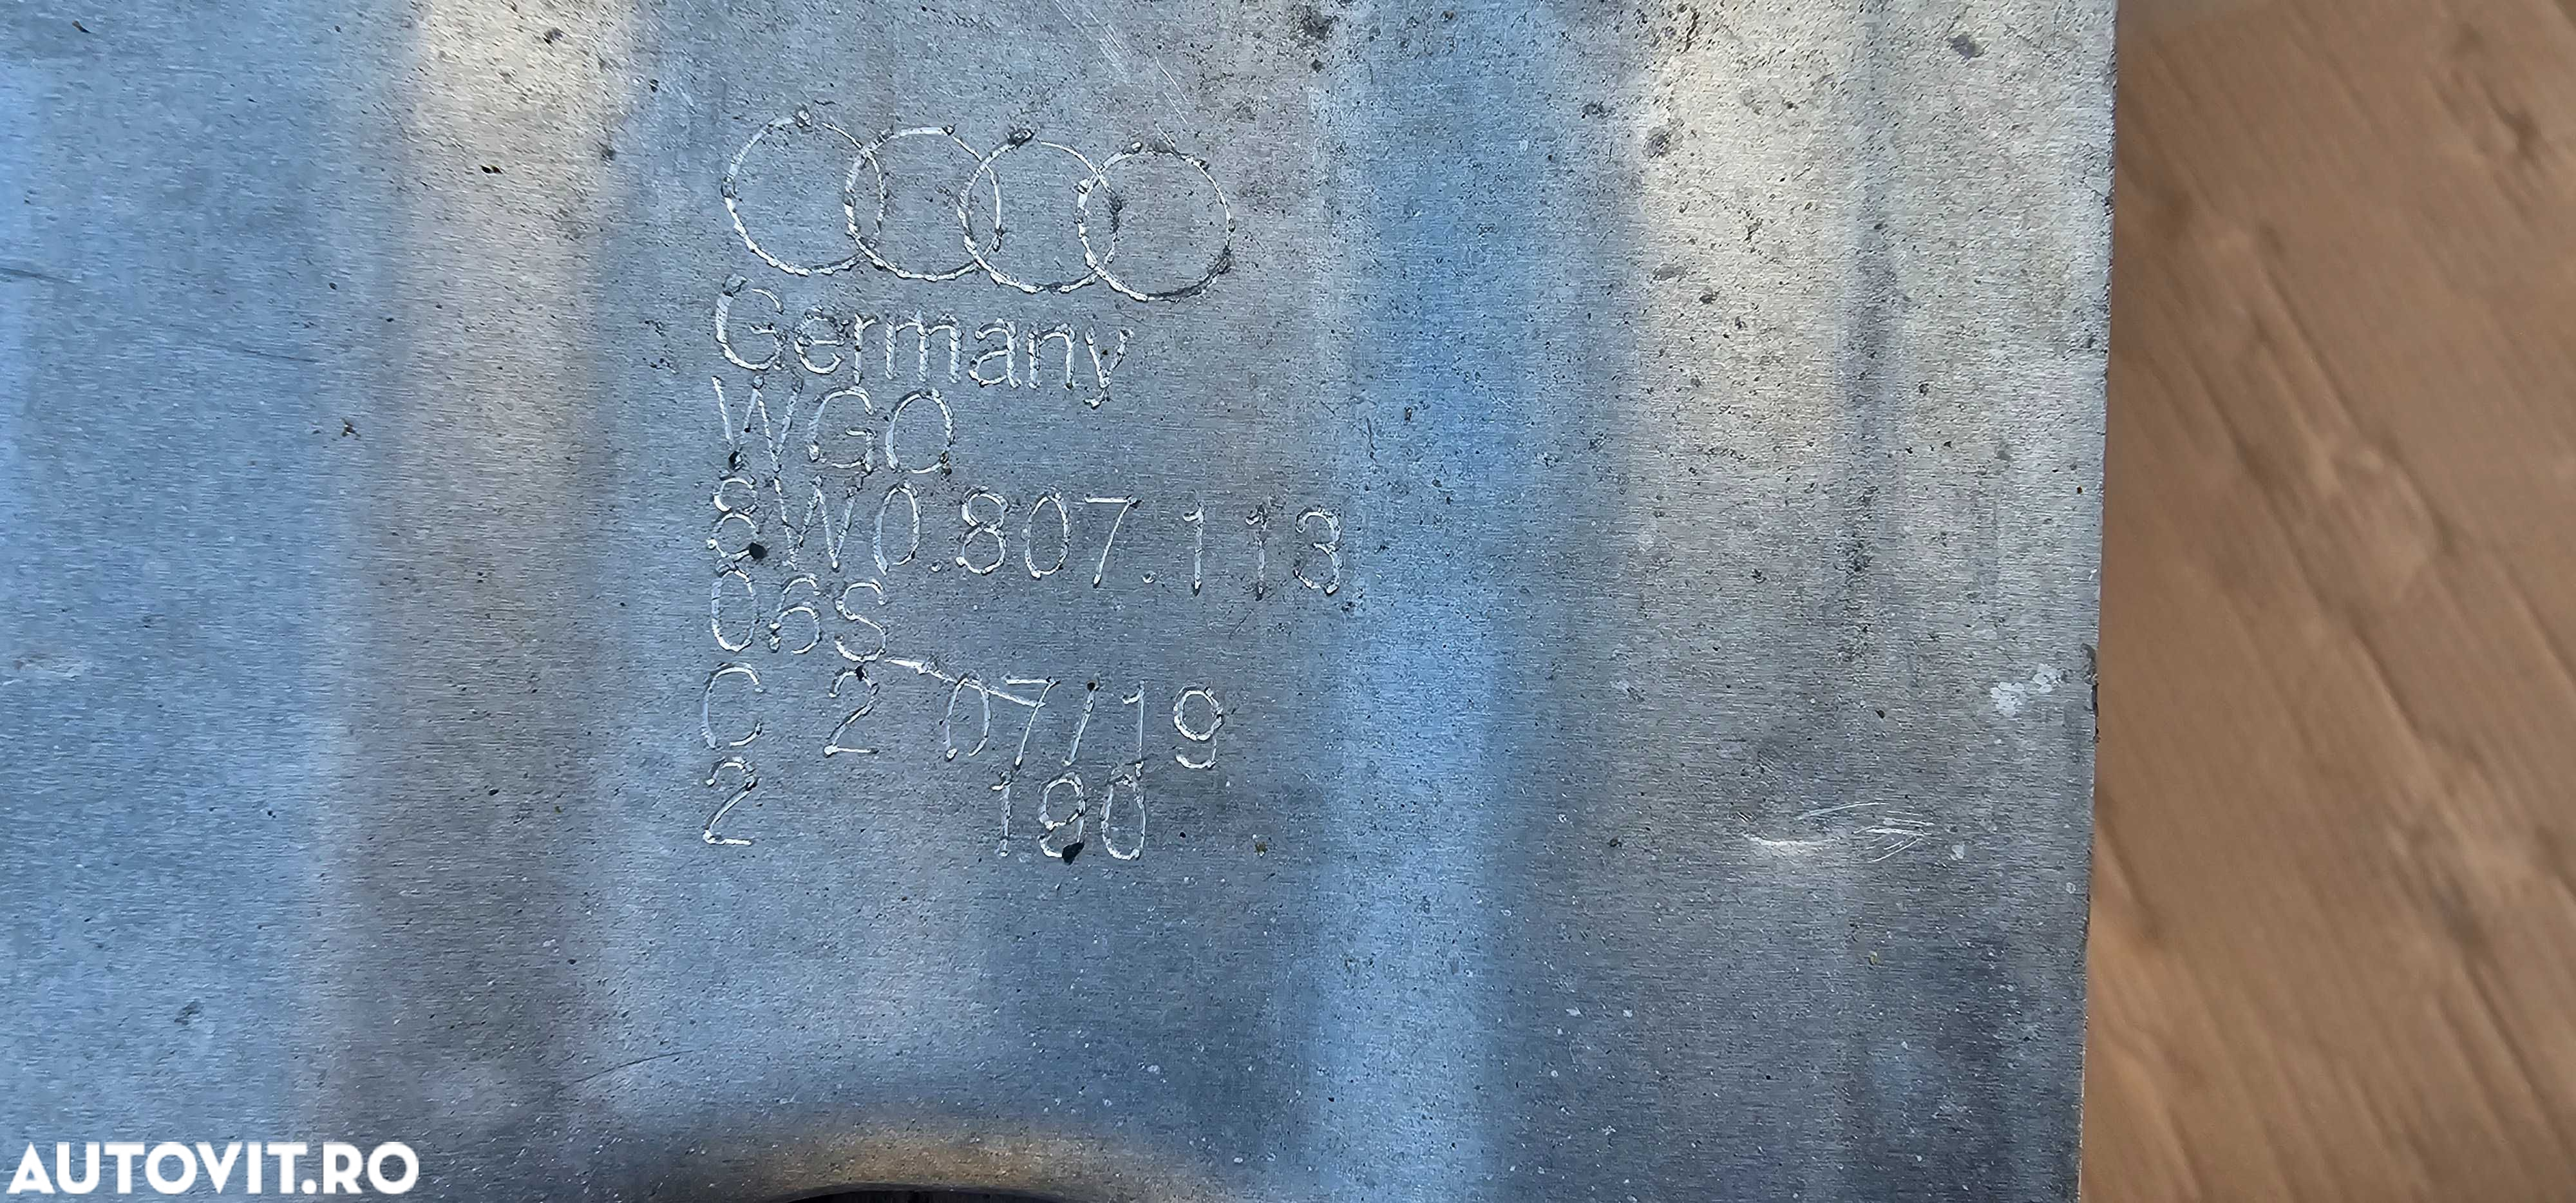 Germany
WGO
8W0.807.113
06S
C 2 07/19
2 190
AUTOVIT.RO